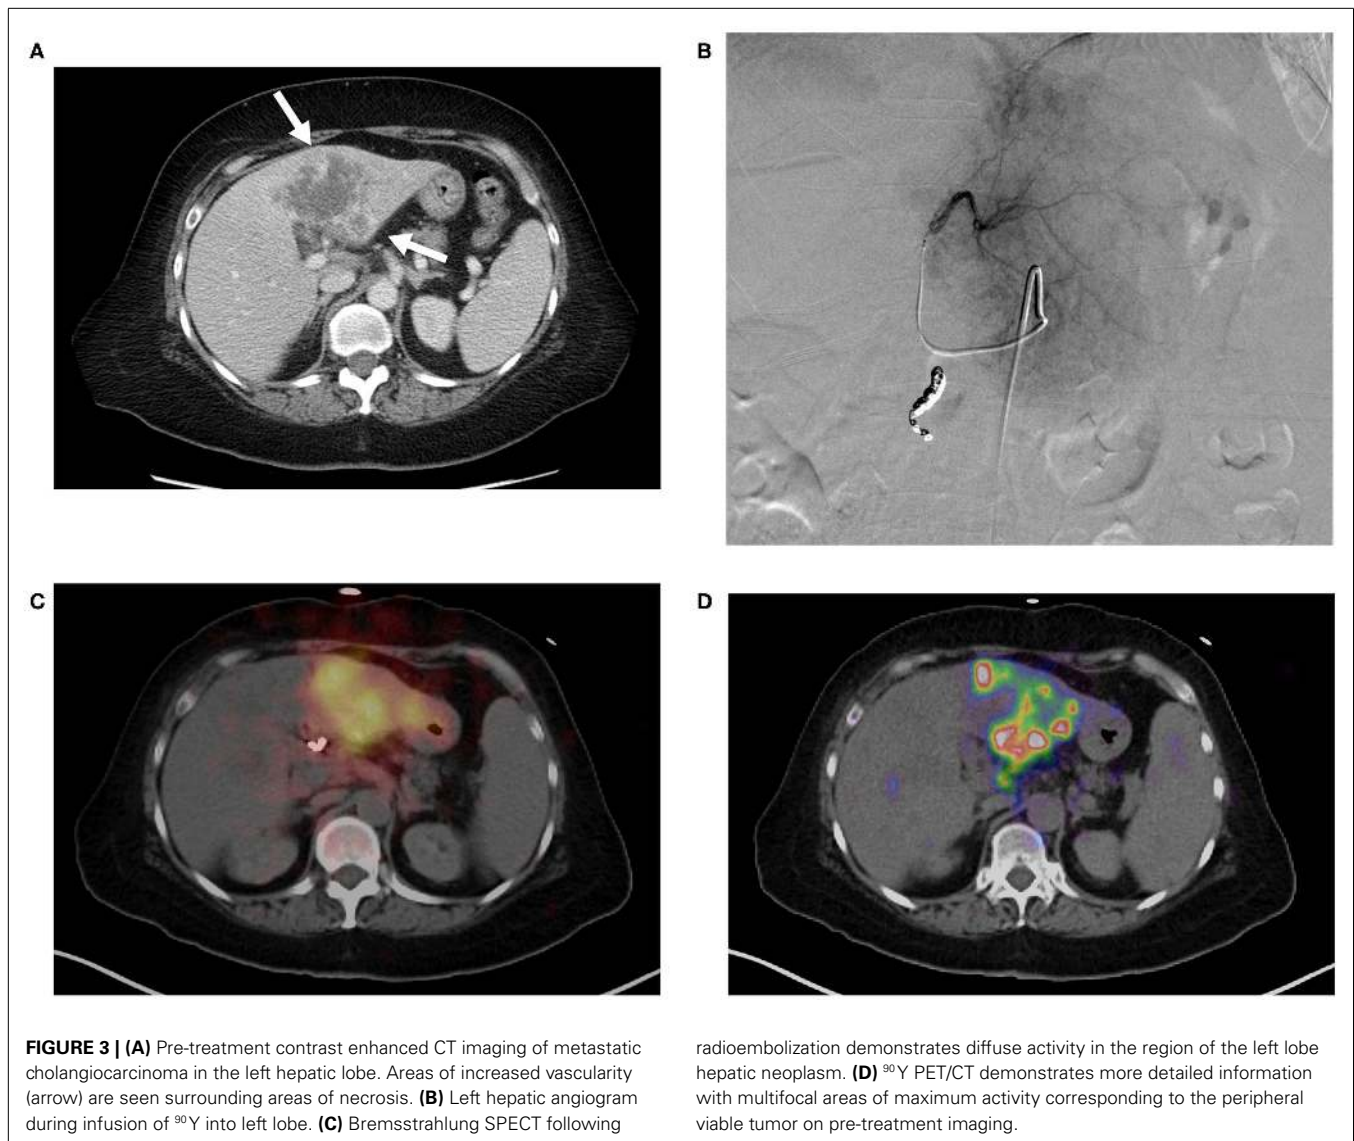 A
B
C
D
FIGURE 3 | (A) Pre-treatment contrast enhanced CT imaging of metastatic
cholangiocarcinoma in the left hepatic lobe. Areas of increased vascularity
(arrow) are seen surrounding areas of necrosis. (B) Left hepatic angiogram
during infusion of ⁹⁰Y into left lobe. (C) Bremsstrahlung SPECT following
radioembolization demonstrates diffuse activity in the region of the left lobe
hepatic neoplasm. (D) ⁹⁰Y PET/CT demonstrates more detailed information
with multifocal areas of maximum activity corresponding to the peripheral
viable tumor on pre-treatment imaging.